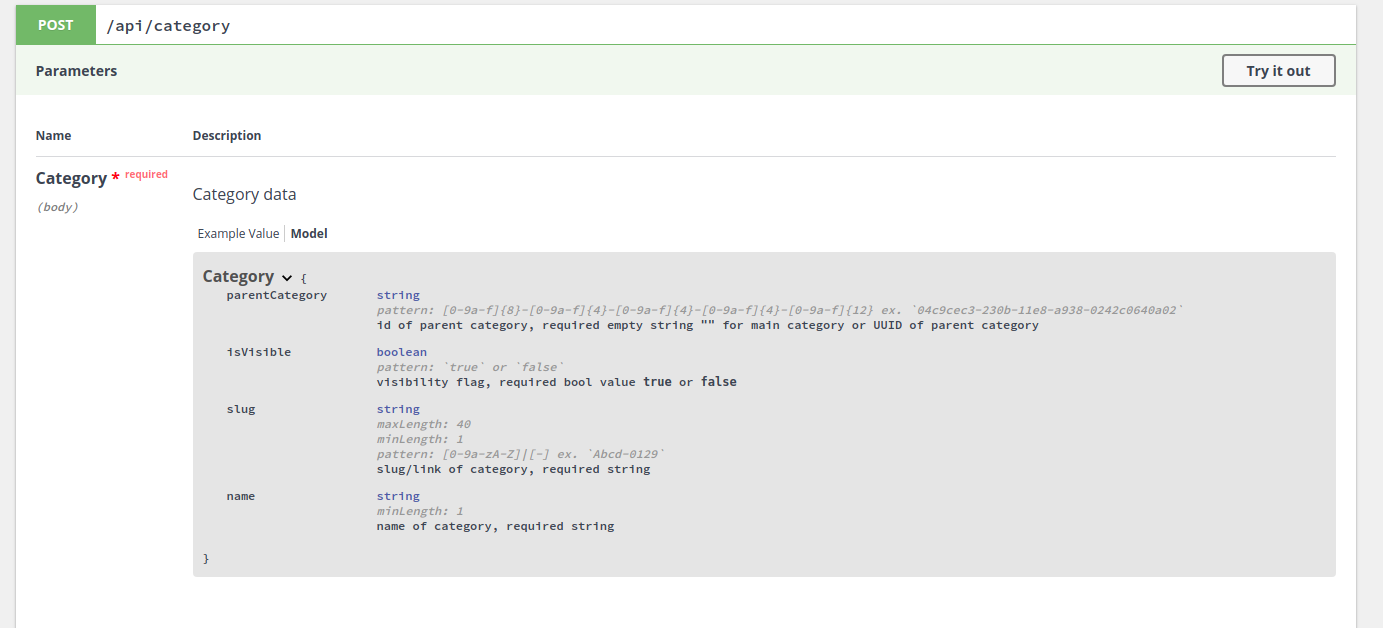 POST /api/category
Parameters Try it out
Name Description
Category * required
(body)
Category data
Example Value Model
Category {
parentCategory string
pattern: [0-9a-f]{8}-[0-9a-f]{4}-[0-9a-f]{4}-[0-9a-f]{4}-[0-9a-f]{12} ex. `04c9cec3-230b-11e8-a938-0242c0640a02`
id of parent category, required empty string "" for main category or UUID of parent category
isVisible boolean
pattern: `true` or `false`
visibility flag, required bool value true or false
slug string
maxLength: 40
minLength: 1
pattern: [0-9a-zA-Z]|[-] ex. `Abcd-0129`
slug/link of category, required string
name string
minLength: 1
name of category, required string
}